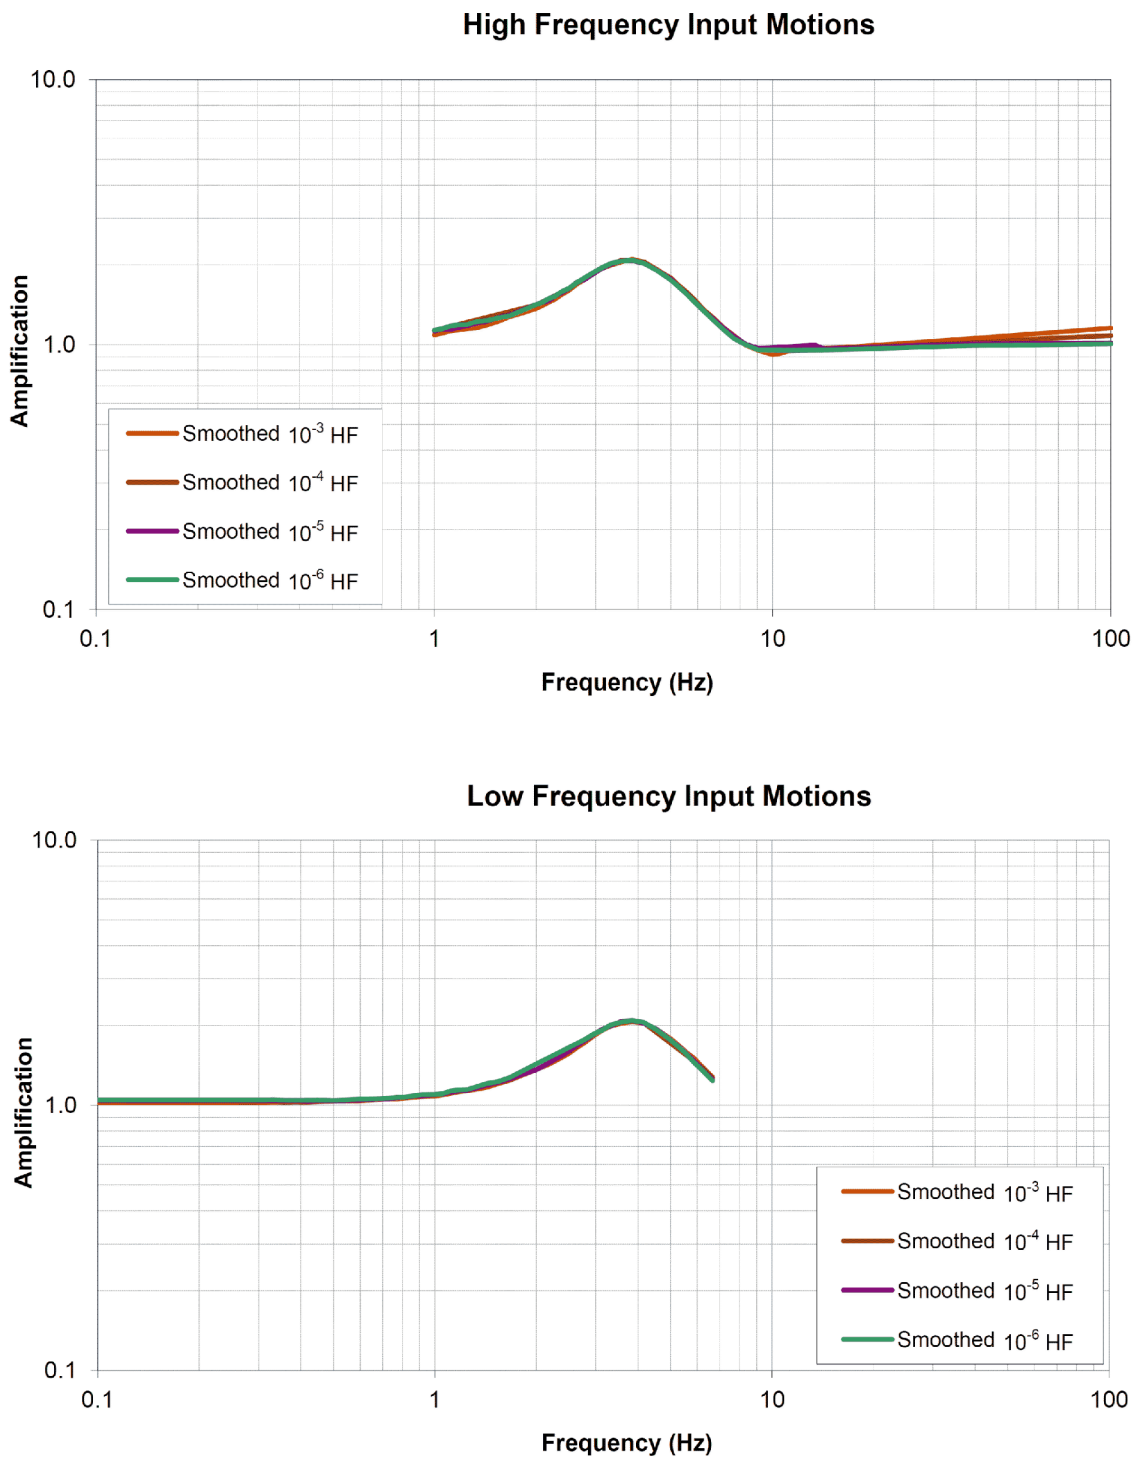 High Frequency Input Motions
10.0
1.0
0.1
Amplification
Smoothed 10⁻³ HF
Smoothed 10⁻⁴ HF
Smoothed 10⁻⁵ HF
Smoothed 10⁻⁶ HF
0.1 1 10 100
Frequency (Hz)
Low Frequency Input Motions
10.0
1.0
0.1
Amplification
Smoothed 10⁻³ HF
Smoothed 10⁻⁴ HF
Smoothed 10⁻⁵ HF
Smoothed 10⁻⁶ HF
0.1 1 10 100
Frequency (Hz)